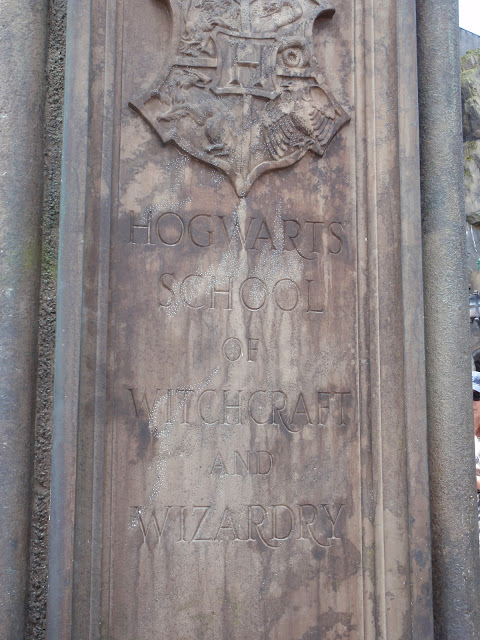 H
HOGWARTS
SCHOOL
OF
WITCHCRAFT
AND
WIZARDRY